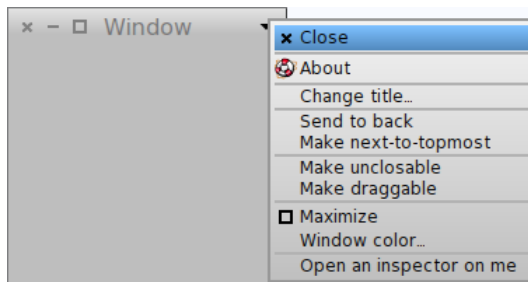 Window
Close
About
Change title…
Send to back
Make next-to-topmost
Make unclosable
Make draggable
Maximize
Window color…
Open an inspector on me